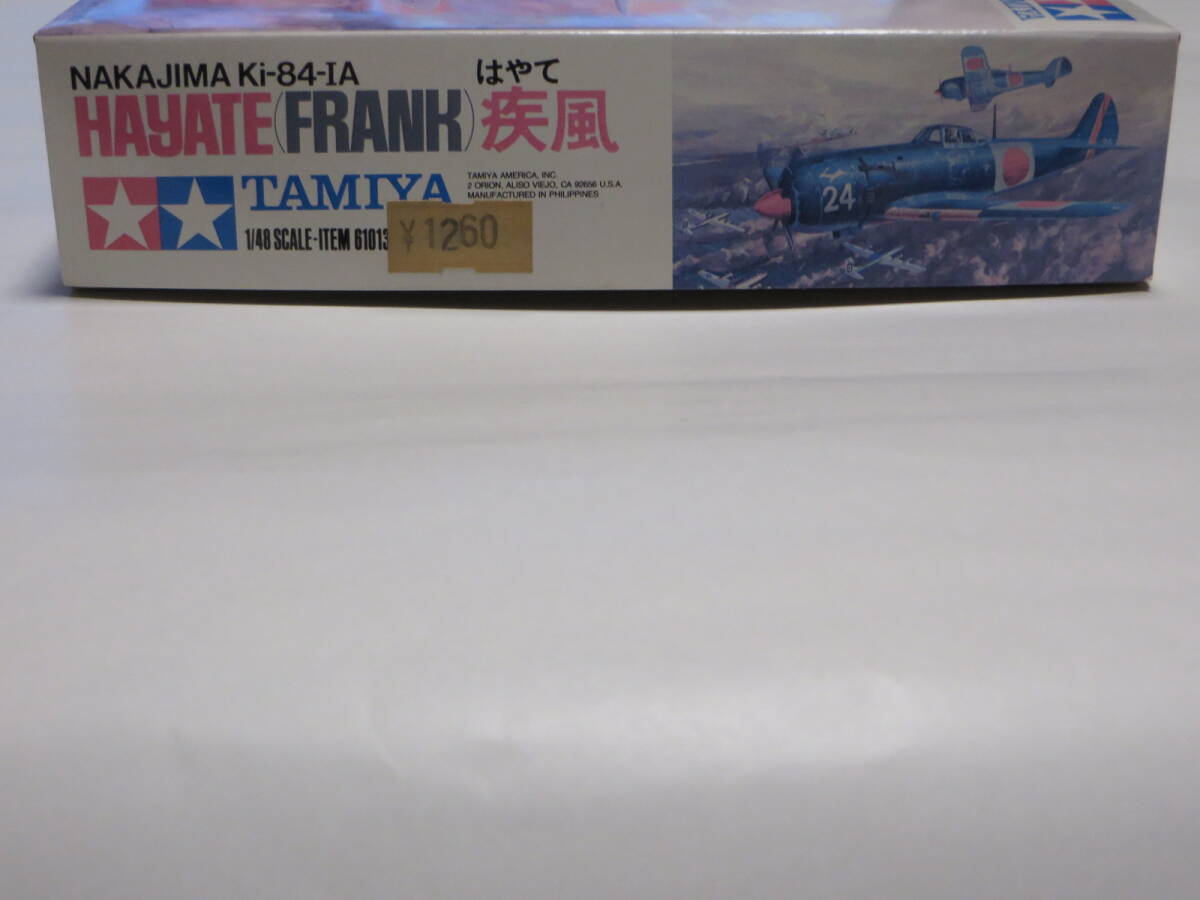 TAMIYA
NAKAJIMA Ki-84-IA
はやて
HAYATE (FRANK) 疾風
TAMIYA
TAMIYA AMERICA, INC.
2 ORION, ALISO VIEJO, CA 92656 U.S.A.
MANUFACTURED IN PHILIPPINES
1/48 SCALE-ITEM 61013
¥1260
24